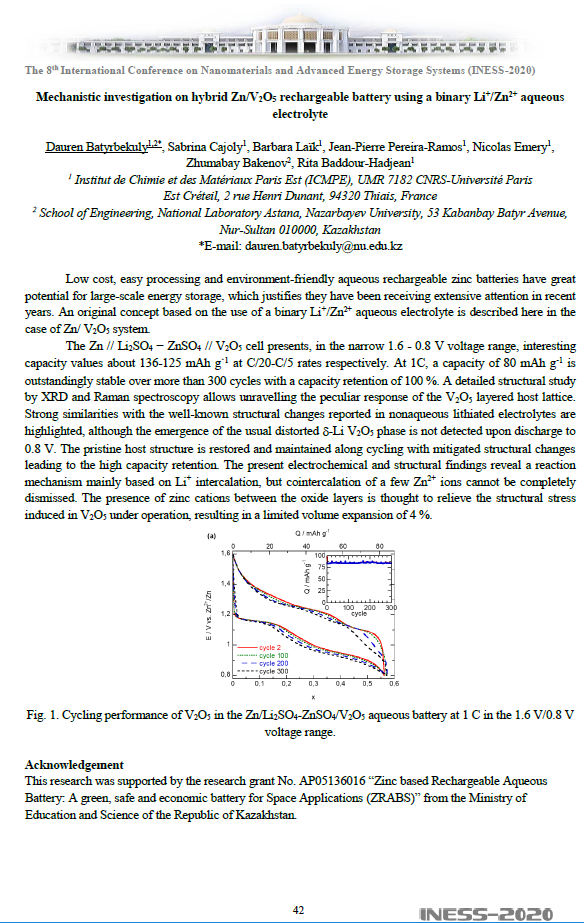 The 8th International Conference on Nanomaterials and Advanced Energy Storage Systems (INESS-2020)
Mechanistic investigation on hybrid Zn/V2O5 rechargeable battery using a binary Li+/Zn2+ aqueous
electrolyte
Dauren Batyrbekuly1,2*, Sabrina Cajoly1, Barbara Laïk1, Jean-Pierre Pereira-Ramos1, Nicolas Emery1,
Zhumabay Bakenov2, Rita Baddour-Hadjean1
1 Institut de Chimie et des Matériaux Paris Est (ICMPE), UMR 7182 CNRS-Université Paris
Est Créteil, 2 rue Henri Dunant, 94320 Thiais, France
2 School of Engineering, National Laboratory Astana, Nazarbayev University, 53 Kabanbay Batyr Avenue,
Nur-Sultan 010000, Kazakhstan
*E-mail: dauren.batyrbekuly@nu.edu.kz
Low cost, easy processing and environment-friendly aqueous rechargeable zinc batteries have great
potential for large-scale energy storage, which justifies they have been receiving extensive attention in recent
years. An original concept based on the use of a binary Li+/Zn2+ aqueous electrolyte is described here in the
case of Zn/ V2O5 system.
The Zn // Li2SO4 − ZnSO4 // V2O5 cell presents, in the narrow 1.6 - 0.8 V voltage range, interesting
capacity values about 136-125 mAh g-1 at C/20-C/5 rates respectively. At 1C, a capacity of 80 mAh g-1 is
outstandingly stable over more than 300 cycles with a capacity retention of 100 %. A detailed structural study
by XRD and Raman spectroscopy allows unravelling the peculiar response of the V2O5 layered host lattice.
Strong similarities with the well-known structural changes reported in nonaqueous lithiated electrolytes are
highlighted, although the emergence of the usual distorted δ-Li V2O5 phase is not detected upon discharge to
0.8 V. The pristine host structure is restored and maintained along cycling with mitigated structural changes
leading to the high capacity retention. The present electrochemical and structural findings reveal a reaction
mechanism mainly based on Li+ intercalation, but cointercalation of a few Zn2+ ions cannot be completely
dismissed. The presence of zinc cations between the oxide layers is thought to relieve the structural stress
induced in V2O5 under operation, resulting in a limited volume expansion of 4 %.
(a)
Q / mAh g-1
0 20 40 60 80
1,6
1,4
1,2
1
0,8
E / V vs. Zn2+/Zn
100
75
50
25
0
Q / mAh g-1
0 100 200 300
cycle
cycle 2
cycle 100
cycle 200
cycle 300
0 0,1 0,2 0,3 0,4 0,5 0,6
x
Fig. 1. Cycling performance of V2O5 in the Zn/Li2SO4-ZnSO4/V2O5 aqueous battery at 1 C in the 1.6 V/0.8 V
voltage range.
Acknowledgement
This research was supported by the research grant No. AP05136016 “Zinc based Rechargeable Aqueous
Battery: A green, safe and economic battery for Space Applications (ZRABS)” from the Ministry of
Education and Science of the Republic of Kazakhstan.
42
INESS-2020